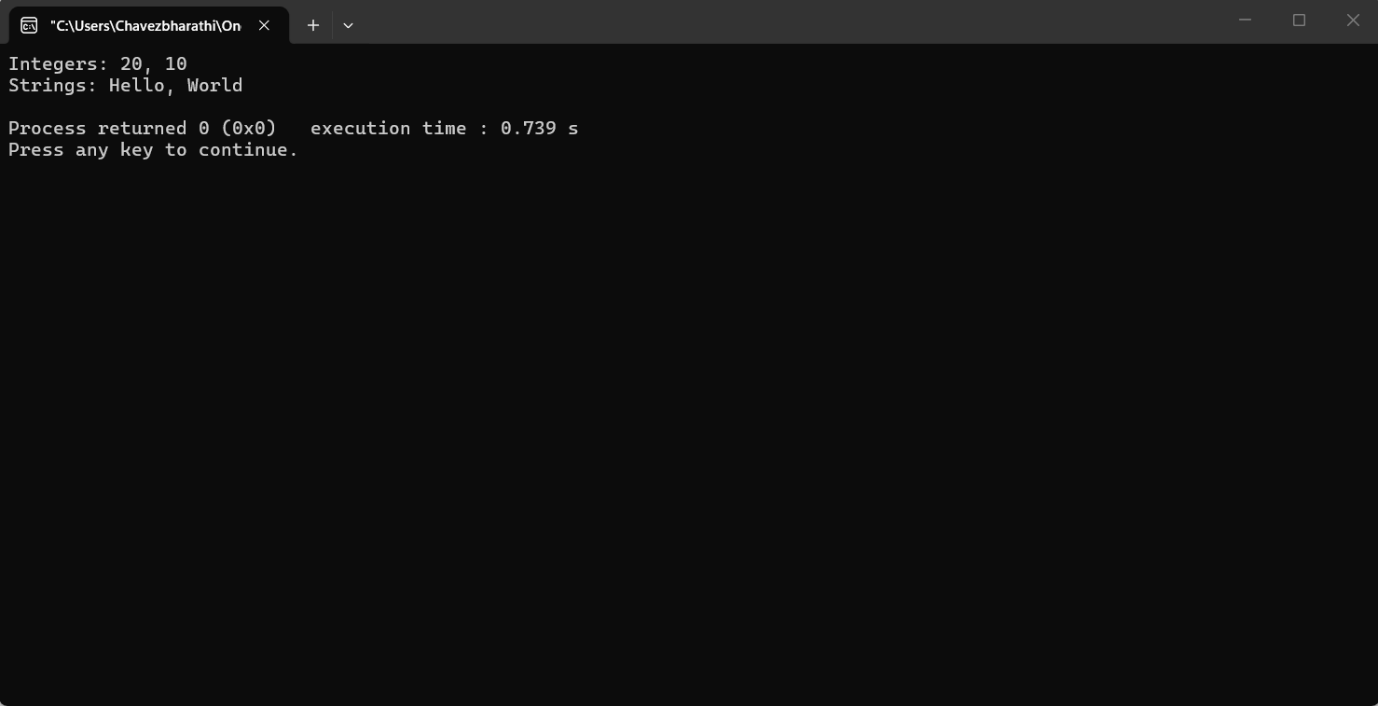 "C:\Users\Chavezbharathi\On
Integers: 20, 10
Strings: Hello, World
Process returned 0 (0x0)   execution time : 0.739 s
Press any key to continue.